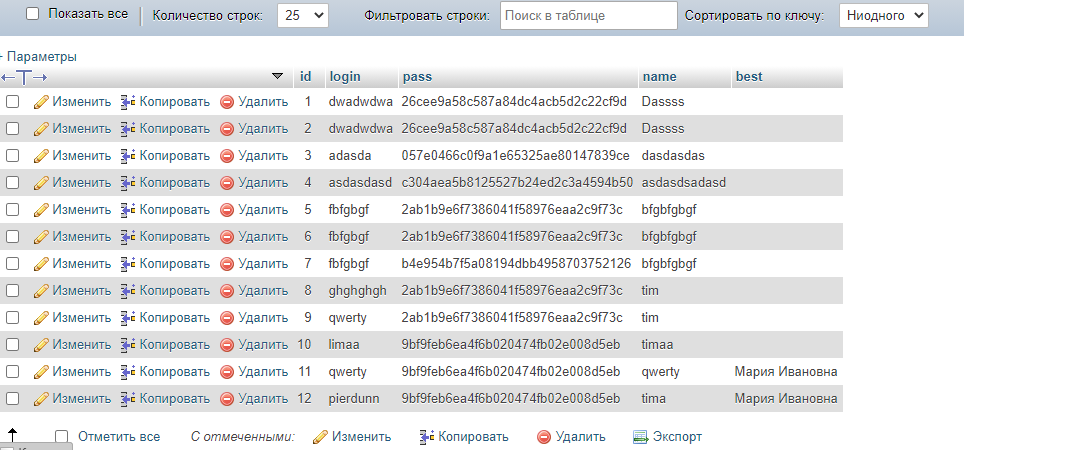 Показать все Количество строк: 25 Фильтровать строки: Поиск в таблице Сортировать по ключу: Ниодного
+ Параметры
←T→ id login pass name best
Изменить Копировать Удалить 1 dwadwdwa 26cee9a58c587a84dc4acb5d2c22cf9d Dassss
Изменить Копировать Удалить 2 dwadwdwa 26cee9a58c587a84dc4acb5d2c22cf9d Dassss
Изменить Копировать Удалить 3 adasda 057e0466c0f9a1e65325ae80147839ce dasdasdas
Изменить Копировать Удалить 4 asdasdasd c304aea5b8125527b24ed2c3a4594b50 asdasdsadasd
Изменить Копировать Удалить 5 fbfgbgf 2ab1b9e6f7386041f58976eaa2c9f73c bfgbfgbgf
Изменить Копировать Удалить 6 fbfgbgf 2ab1b9e6f7386041f58976eaa2c9f73c bfgbfgbgf
Изменить Копировать Удалить 7 fbfgbgf b4e954b7f5a08194dbb4958703752126 bfgbfgbgf
Изменить Копировать Удалить 8 ghghghgh 2ab1b9e6f7386041f58976eaa2c9f73c tim
Изменить Копировать Удалить 9 qwerty 2ab1b9e6f7386041f58976eaa2c9f73c tim
Изменить Копировать Удалить 10 limaa 9bf9feb6ea4f6b020474fb02e008d5eb timaa
Изменить Копировать Удалить 11 qwerty 9bf9feb6ea4f6b020474fb02e008d5eb qwerty Мария Ивановна
Изменить Копировать Удалить 12 pierdunn 9bf9feb6ea4f6b020474fb02e008d5eb tima Мария Ивановна
Отметить все С отмеченными: Изменить Копировать Удалить Экспорт